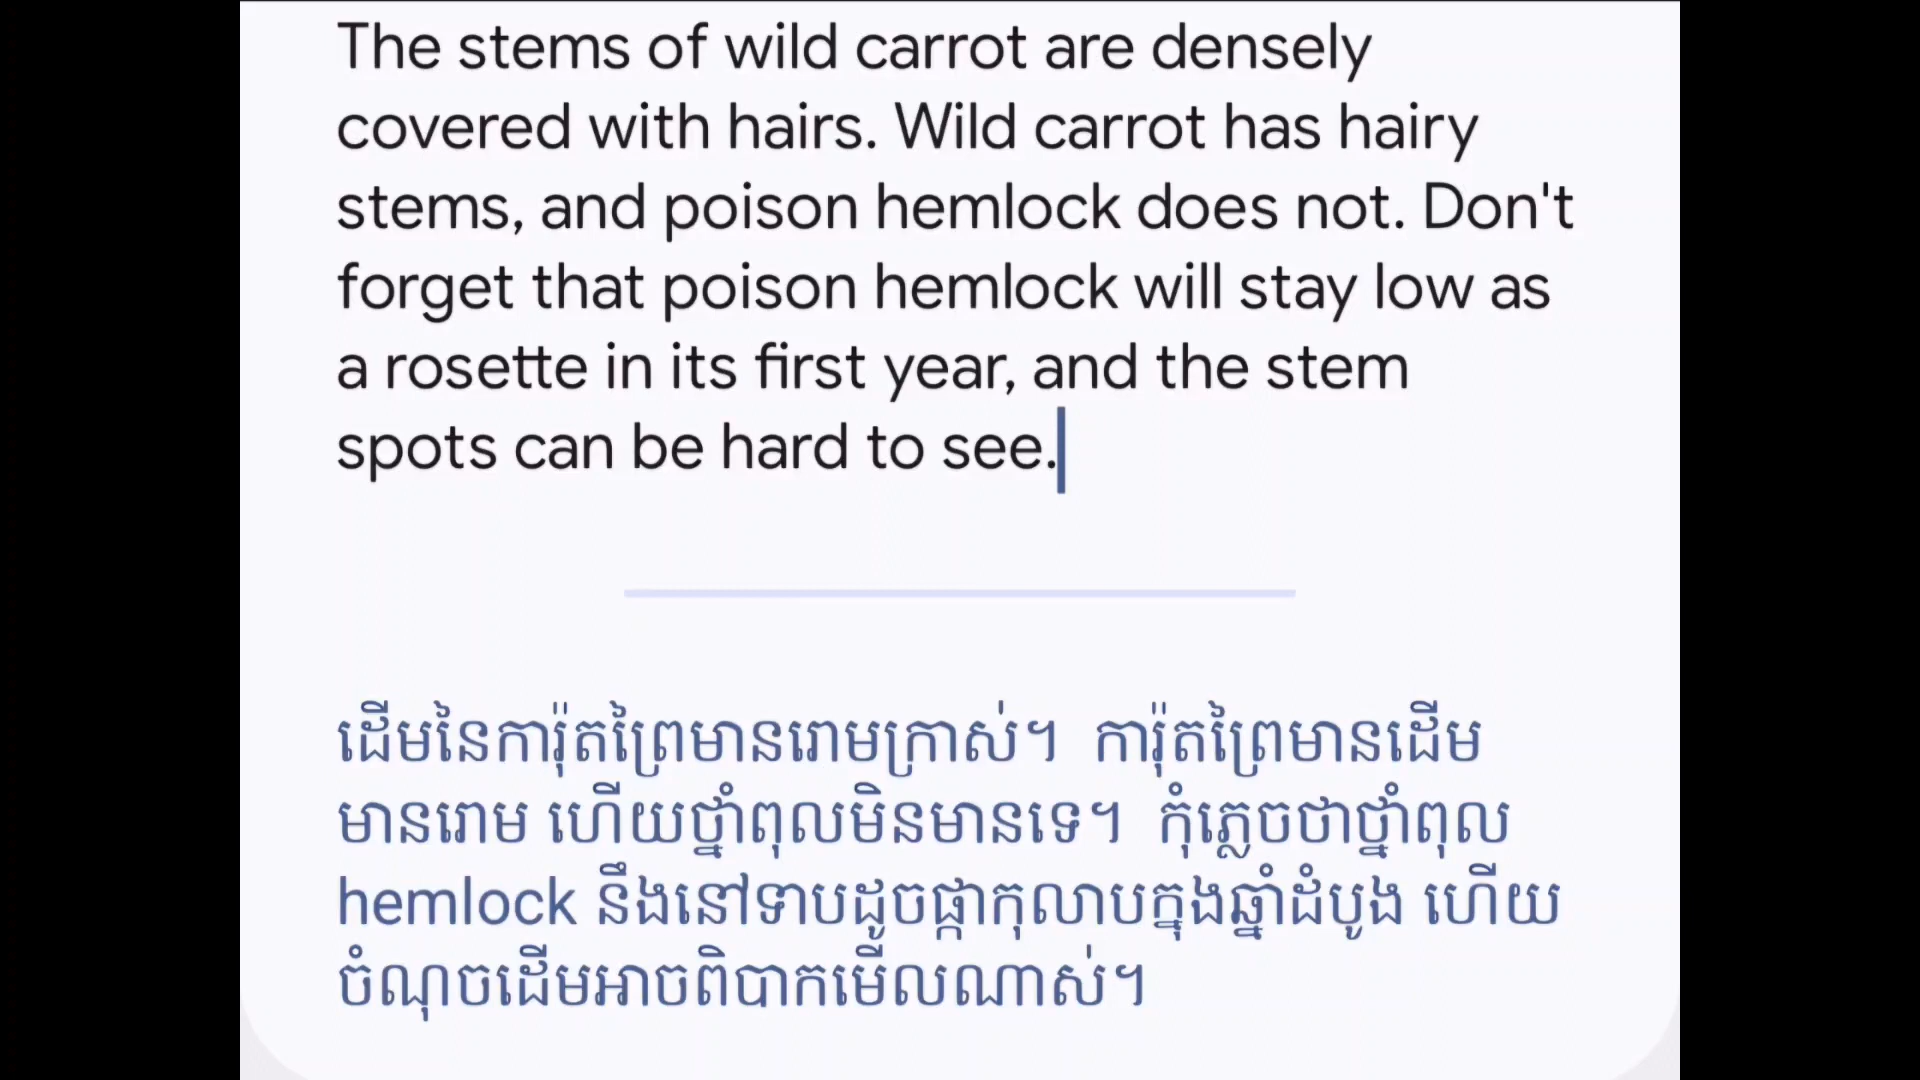 The stems of wild carrot are densely
covered with hairs. Wild carrot has hairy
stems, and poison hemlock does not. Don't
forget that poison hemlock will stay low as
a rosette in its first year, and the stem
spots can be hard to see.
ដើមនៃការ៉ុតព្រៃមានរោមក្រាស់។ ការ៉ុតព្រៃមានដើម
មានរោម ហើយថ្នាំពុលមិនមានទេ។ កុំភ្លេចថាថ្នាំពុល
hemlock នឹងនៅទាបដូចផ្កាកុលាបក្នុងឆ្នាំដំបូង ហើយ
ចំណុចដើមអាចពិបាកមើលណាស់។